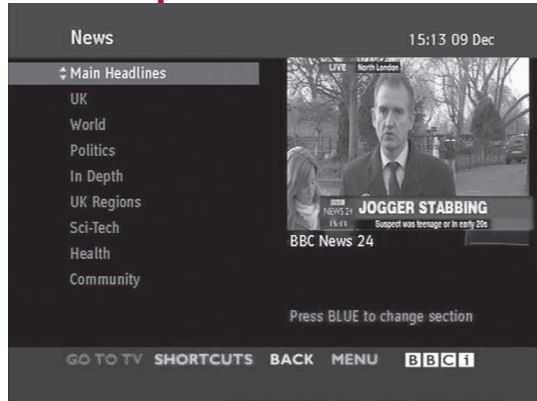 News
15:13 09 Dec
Main Headlines
UK
World
Politics
In Depth
UK Regions
Sci-Tech
Health
Community
LIVE North London
BBC
NEWS 24
15:13
JOGGER STABBING
Suspect was teenage or in early 20s
BBC News 24
Press BLUE to change section
GO TO TV SHORTCUTS BACK MENU BBCi